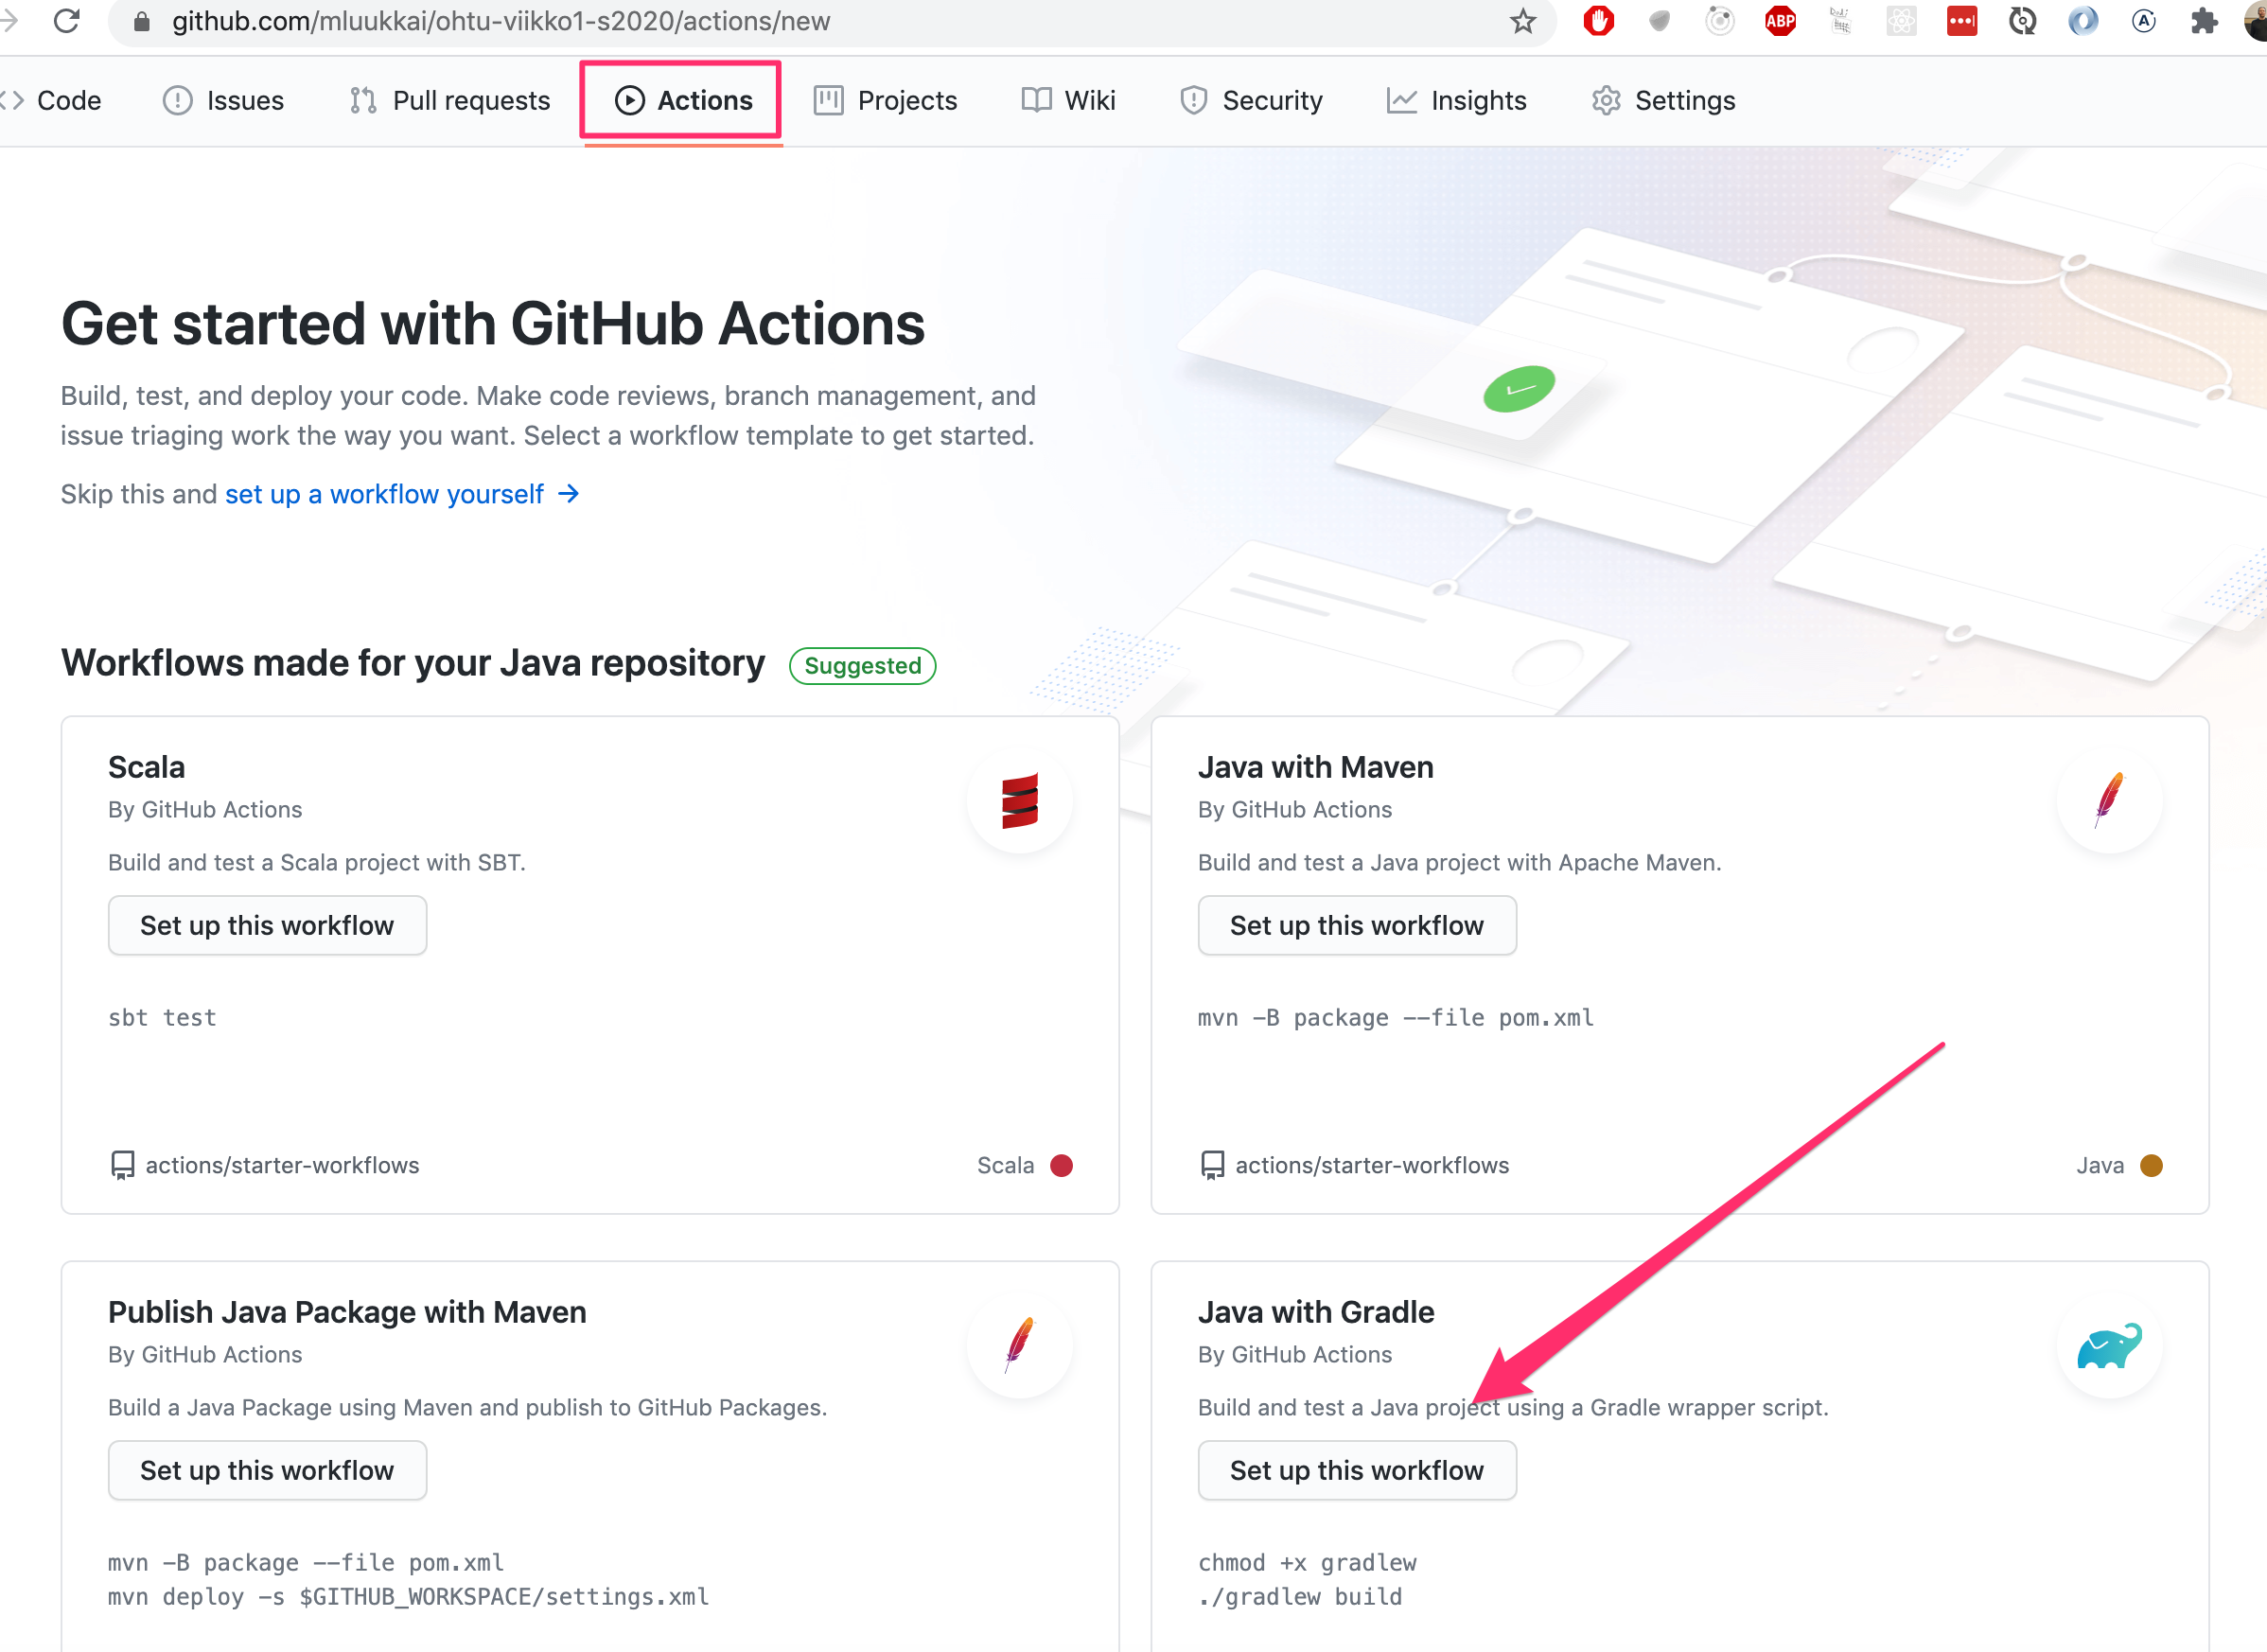 github.com/mluukkai/ohtu-viikko1-s2020/actions/new
ABP
A
Code Issues Pull requests Actions Projects Wiki Security Insights Settings
Get started with GitHub Actions
Build, test, and deploy your code. Make code reviews, branch management, and
issue triaging work the way you want. Select a workflow template to get started.
Skip this and set up a workflow yourself →
Workflows made for your Java repository Suggested
Scala
By GitHub Actions
Build and test a Scala project with SBT.
Set up this workflow
sbt test
actions/starter-workflows Scala
Java with Maven
By GitHub Actions
Build and test a Java project with Apache Maven.
Set up this workflow
mvn -B package --file pom.xml
actions/starter-workflows Java
Publish Java Package with Maven
By GitHub Actions
Build a Java Package using Maven and publish to GitHub Packages.
Set up this workflow
mvn -B package --file pom.xml
mvn deploy -s $GITHUB_WORKSPACE/settings.xml
Java with Gradle
By GitHub Actions
Build and test a Java project using a Gradle wrapper script.
Set up this workflow
chmod +x gradlew
./gradlew build